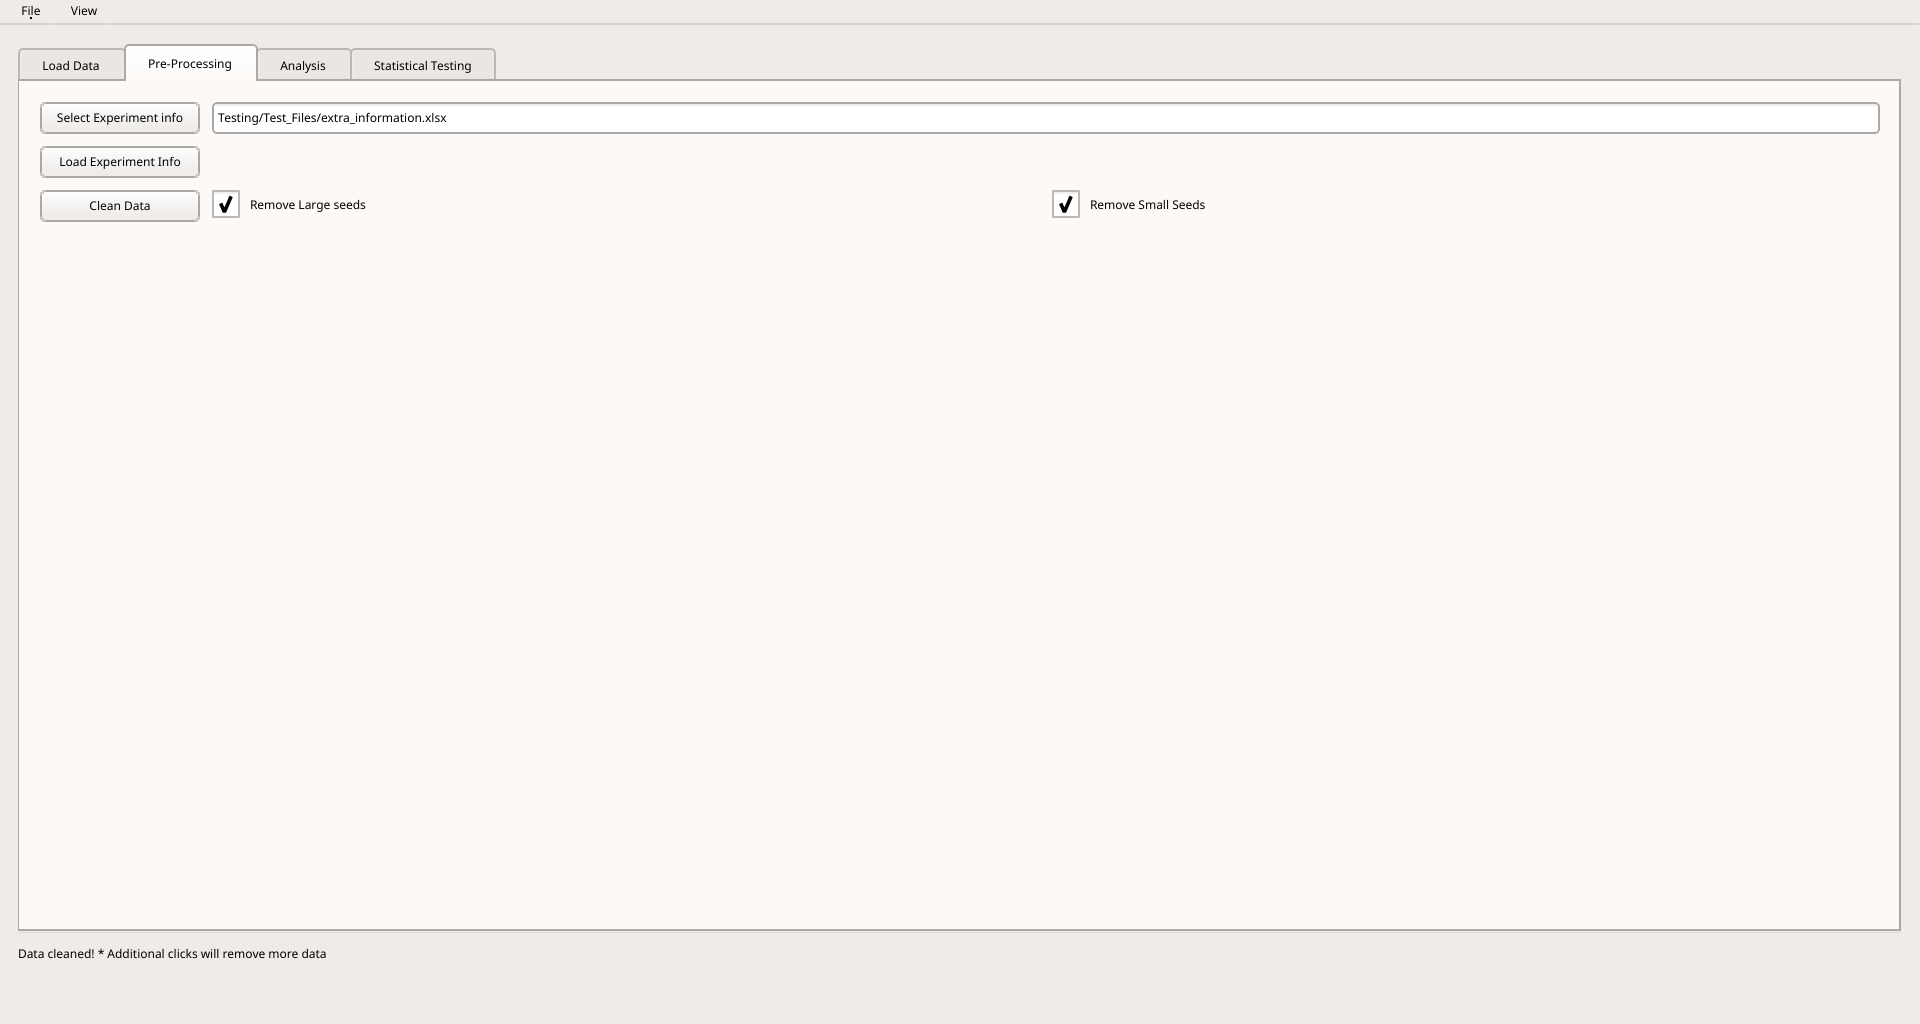 File View
Load Data Pre-Processing Analysis Statistical Testing
Select Experiment info Testing/Test_Files/extra_information.xlsx
Load Experiment Info
Clean Data Remove Large seeds Remove Small Seeds
Data cleaned! * Additional clicks will remove more data